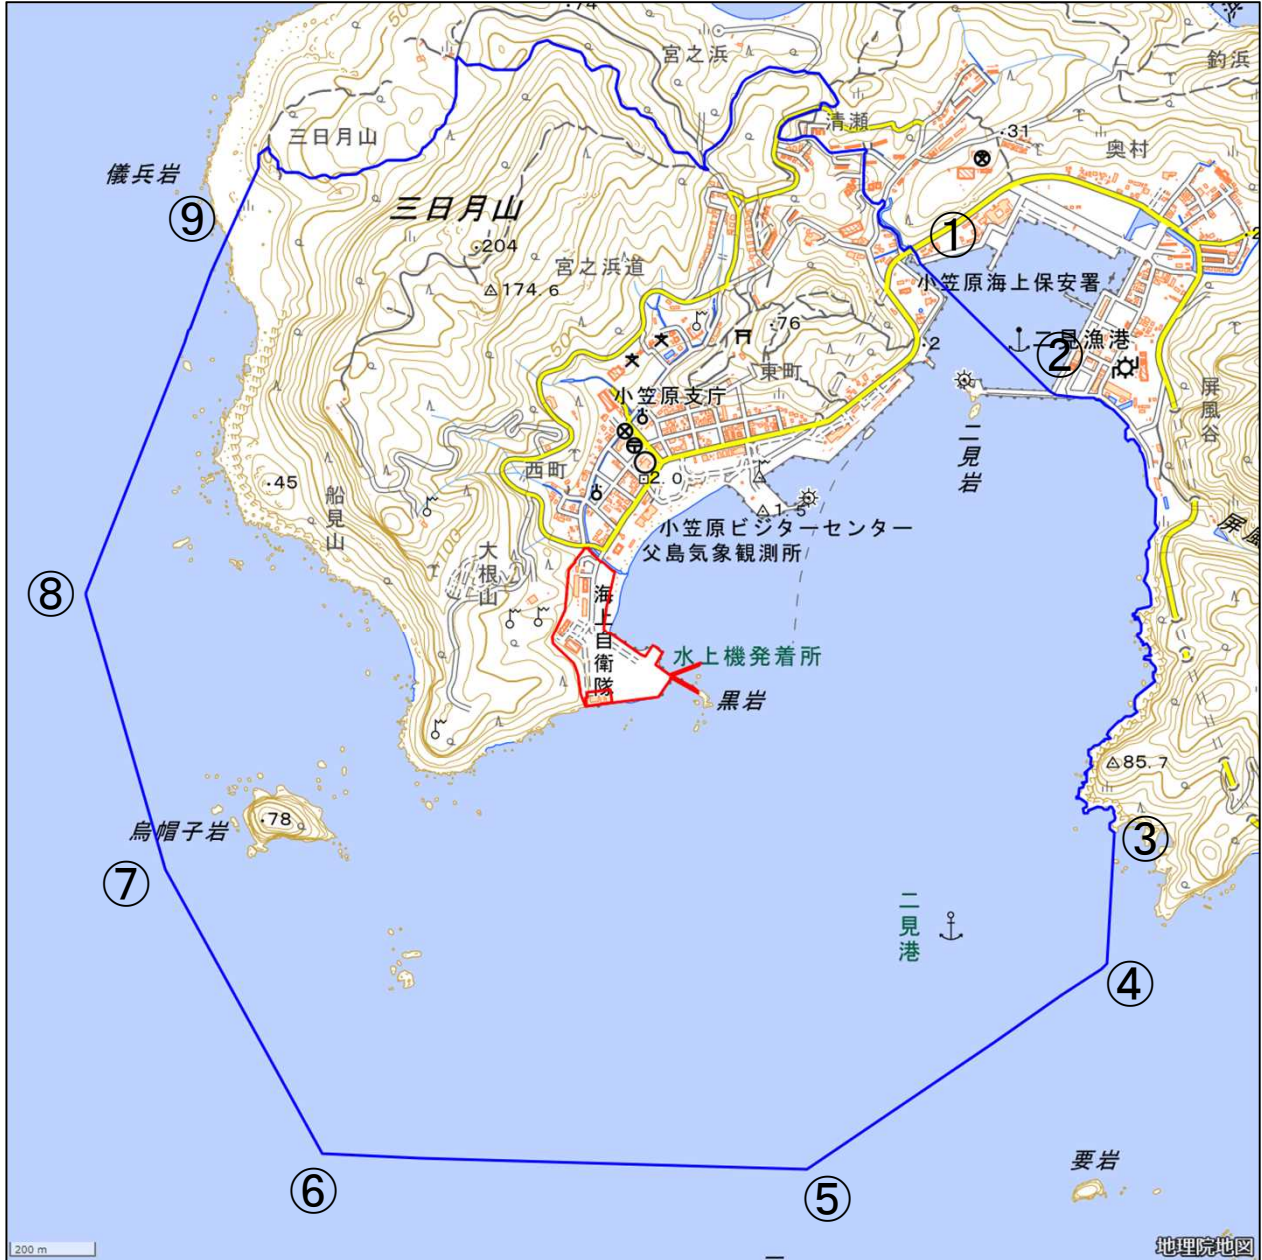 74
50
宮之浜
釣浜
清瀬
三日月山
・31
奥村
儀兵岩
⑨
三日月山
①
・204
宮之浜道
小笠原海上保安署
174.6
・76
二見漁港
②
・2
50
東町
屏風谷
小笠原支庁
二見岩
西町
・45
2.0
船見山
1.5
小笠原ビジターセンター
屏風
100
大根山
父島気象観測所
⑧
海上自衛隊
水上機発着所
黒岩
85.7
・78
烏帽子岩
③
⑦
二見港
④
要岩
⑥
⑤
200 m
地理院地図